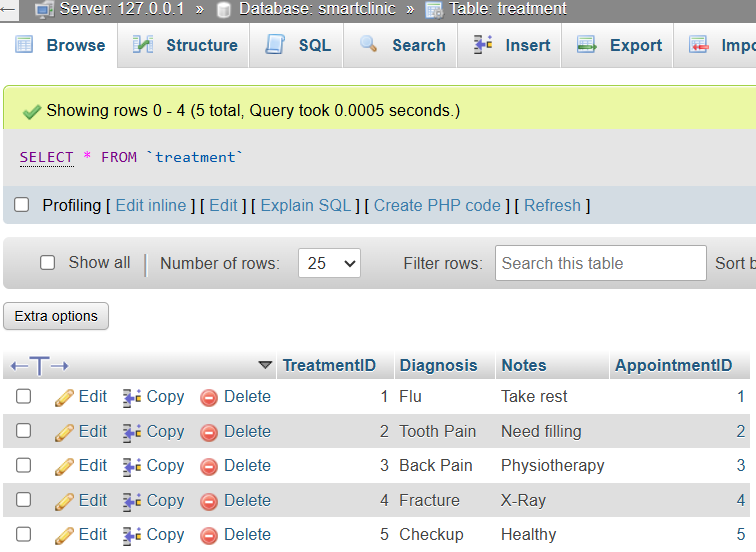 Server: 127.0.0.1 » Database: smartclinic » Table: treatment
Browse Structure SQL Search Insert Export Impo
Showing rows 0 - 4 (5 total, Query took 0.0005 seconds.)
SELECT * FROM `treatment`
Profiling [ Edit inline ] [ Edit ] [ Explain SQL ] [ Create PHP code ] [ Refresh ]
Show all Number of rows: 25 Filter rows: Search this table Sort b
Extra options
←T→ TreatmentID Diagnosis Notes AppointmentID
Edit Copy Delete 1 Flu Take rest 1
Edit Copy Delete 2 Tooth Pain Need filling 2
Edit Copy Delete 3 Back Pain Physiotherapy 3
Edit Copy Delete 4 Fracture X-Ray 4
Edit Copy Delete 5 Checkup Healthy 5